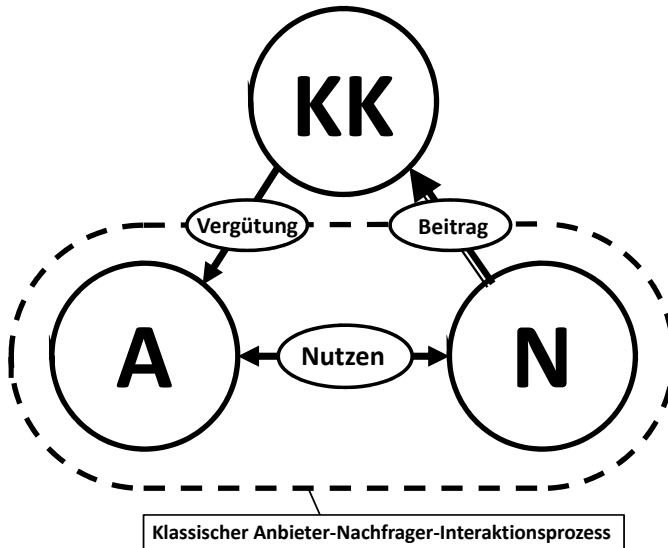 KK
Vergütung
Beitrag
A
Nutzen
N
Klassischer Anbieter-Nachfrager-Interaktionsprozess